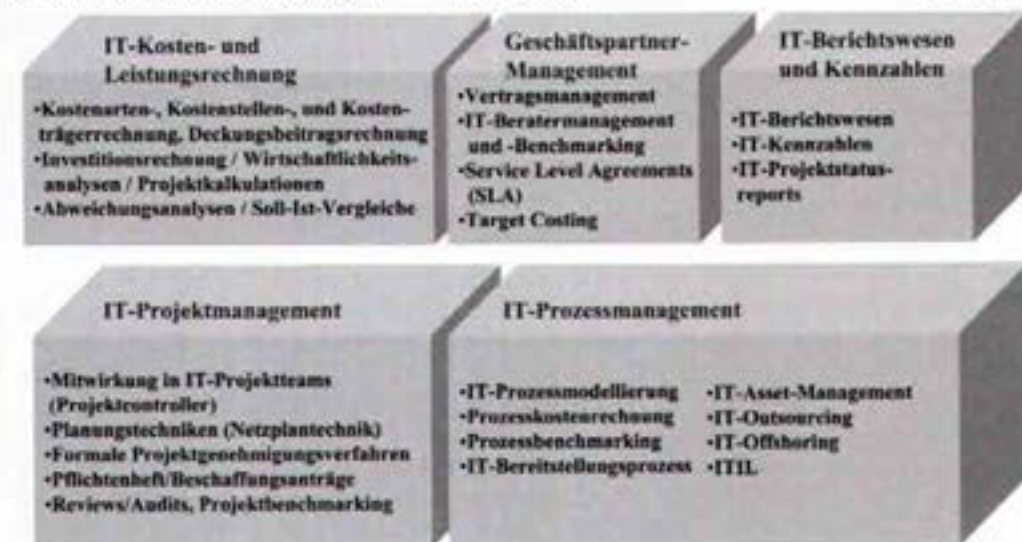 IT-Kosten- und
Leistungsrechnung
•Kostenarten-, Kostenstellen-, und Kosten-
trägerrechnung, Deckungsbeitragsrechnung
•Investitionsrechnung / Wirtschaftlichkeits-
analysen / Projektkalkulationen
•Abweichungsanalysen / Soll-Ist-Vergleiche
Geschäftspartner-
Management
•Vertragsmanagement
•IT-Beratermanagement
und -Benchmarking
•Service Level Agreements
(SLA)
•Target Costing
IT-Berichtswesen
und Kennzahlen
•IT-Berichtswesen
•IT-Kennzahlen
•IT-Projektstatus-
reports
IT-Projektmanagement
•Mitwirkung in IT-Projektteams
(Projektcontroller)
•Planungstechniken (Netzplantechnik)
•Formale Projektgenehmigungsverfahren
•Pflichtenheft/Beschaffungsanträge
•Reviews/Audits, Projektbenchmarking
IT-Prozessmanagement
•IT-Prozessmodellierung
•Prozesskostenrechnung
•Prozessbenchmarking
•IT-Bereitstellungsprozess
•IT-Asset-Management
•IT-Outsourcing
•IT-Offshoring
•ITIL